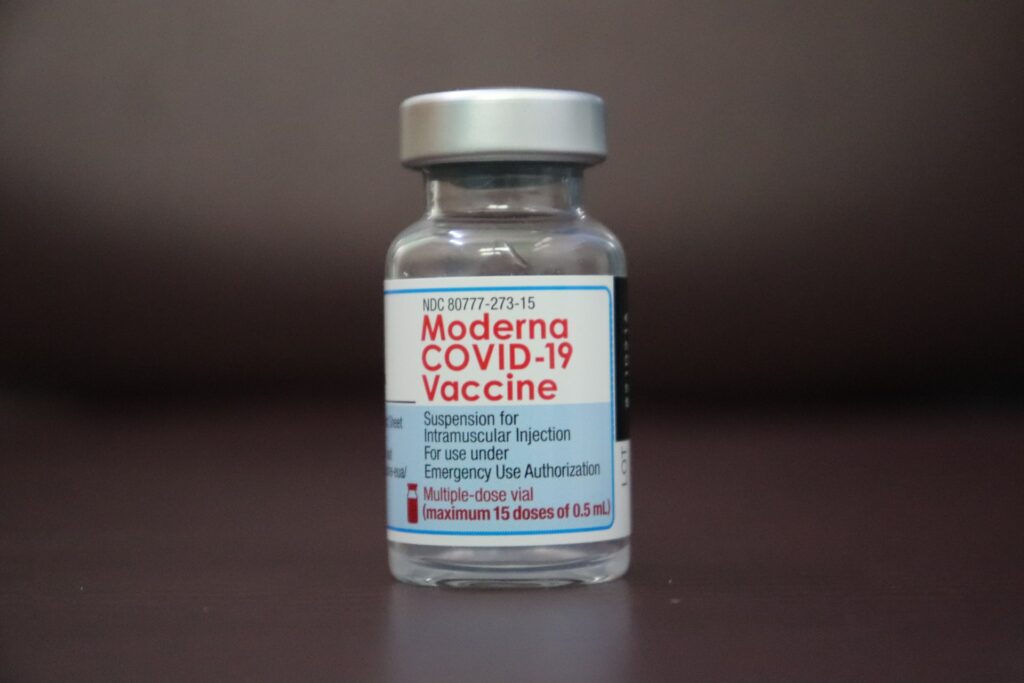 NDC 80777-273-15
Moderna
COVID-19
Vaccine
Suspension for
Intramuscular Injection
For use under
Emergency Use Authorization
Multiple-dose vial
(maximum 15 doses of 0.5 mL)
LOT